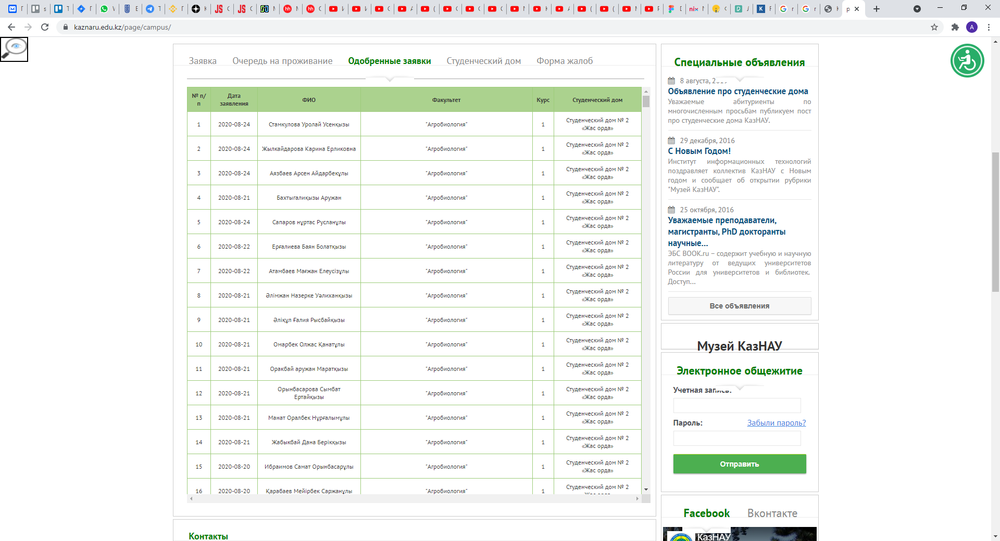 kaznaru.edu.kz/page/campus/
A
Заявка Очередь на проживание Одобренные заявки Студенческий дом Форма жалоб
№ п/п Дата заявления ФИО Факультет Курс Студенческий дом
1 2020-08-24 Стамкулова Уролай Усенқызы "Агробиология" 1 Студенческий дом № 2 «Жас орда»
2 2020-08-24 Жылкайдарова Карина Ерликовна "Агробиология" 1 Студенческий дом № 2 «Жас орда»
3 2020-08-24 Аязбаев Арсен Айдарбекұлы "Агробиология" 1 Студенческий дом № 2 «Жас орда»
4 2020-08-21 Бахтыгалиқызы Аружан "Агробиология" 1 Студенческий дом № 2 «Жас орда»
5 2020-08-24 Сапаров нұртас Русланұлы "Агробиология" 1 Студенческий дом № 2 «Жас орда»
6 2020-08-22 Ерғалиева Баян Болатқызы "Агробиология" 1 Студенческий дом № 2 «Жас орда»
7 2020-08-22 Атамбаев Мағжан Елеусізұлы "Агробиология" 1 Студенческий дом № 2 «Жас орда»
8 2020-08-21 Әлімжан Назерке Уәлиханқызы "Агробиология" 1 Студенческий дом № 2 «Жас орда»
9 2020-08-21 Әліқұл Ғалия Рысбайқызы "Агробиология" 1 Студенческий дом № 2 «Жас орда»
10 2020-08-21 Омарбек Олжас Қанатұлы "Агробиология" 1 Студенческий дом № 2 «Жас орда»
11 2020-08-21 Оракбай аружан Маратқызы "Агробиология" 1 Студенческий дом № 2 «Жас орда»
12 2020-08-21 Орынбасарова Сымбат Ертайқызы "Агробиология" 1 Студенческий дом № 2 «Жас орда»
13 2020-08-21 Манат Оралбек Нұрғалымұлы "Агробиология" 1 Студенческий дом № 2 «Жас орда»
14 2020-08-21 Жабыкбай Дана Беріkқызы "Агробиология" 1 Студенческий дом № 2 «Жас орда»
15 2020-08-20 Ибраимов Самат Орынбасарұлы "Агробиология" 1 Студенческий дом № 2 «Жас орда»
16 2020-08-20 Қарабаев Мейірбек Саржанұлы "Агробиология" 1 Студенческий дом № 2
Контакты
Специальные объявления
8 августа,
Объявление про студенческие дома
Уважаемые абитуриенты по
многочисленным просьбам публикуем пост
про студенческие дома КазНАУ.
29 декабря, 2016
С Новым Годом!
Институт информационных технологий
поздравляет коллектив КазНАУ с Новым
годом и сообщает об открытии рубрики
"Музей КазНАУ".
25 октября, 2016
Уважаемые преподаватели,
магистранты, PhD докторанты
научные...
ЭБС BOOK.ru – содержит учебную и научную
литературу от ведущих университетов
России для университетов и библиотек.
Доступ...
Все объявления
Музей КазНАУ
Электронное общежитие
Учетная запись:
Пароль: Забыли пароль?
Отправить
Facebook Вконтакте
КазНАУ